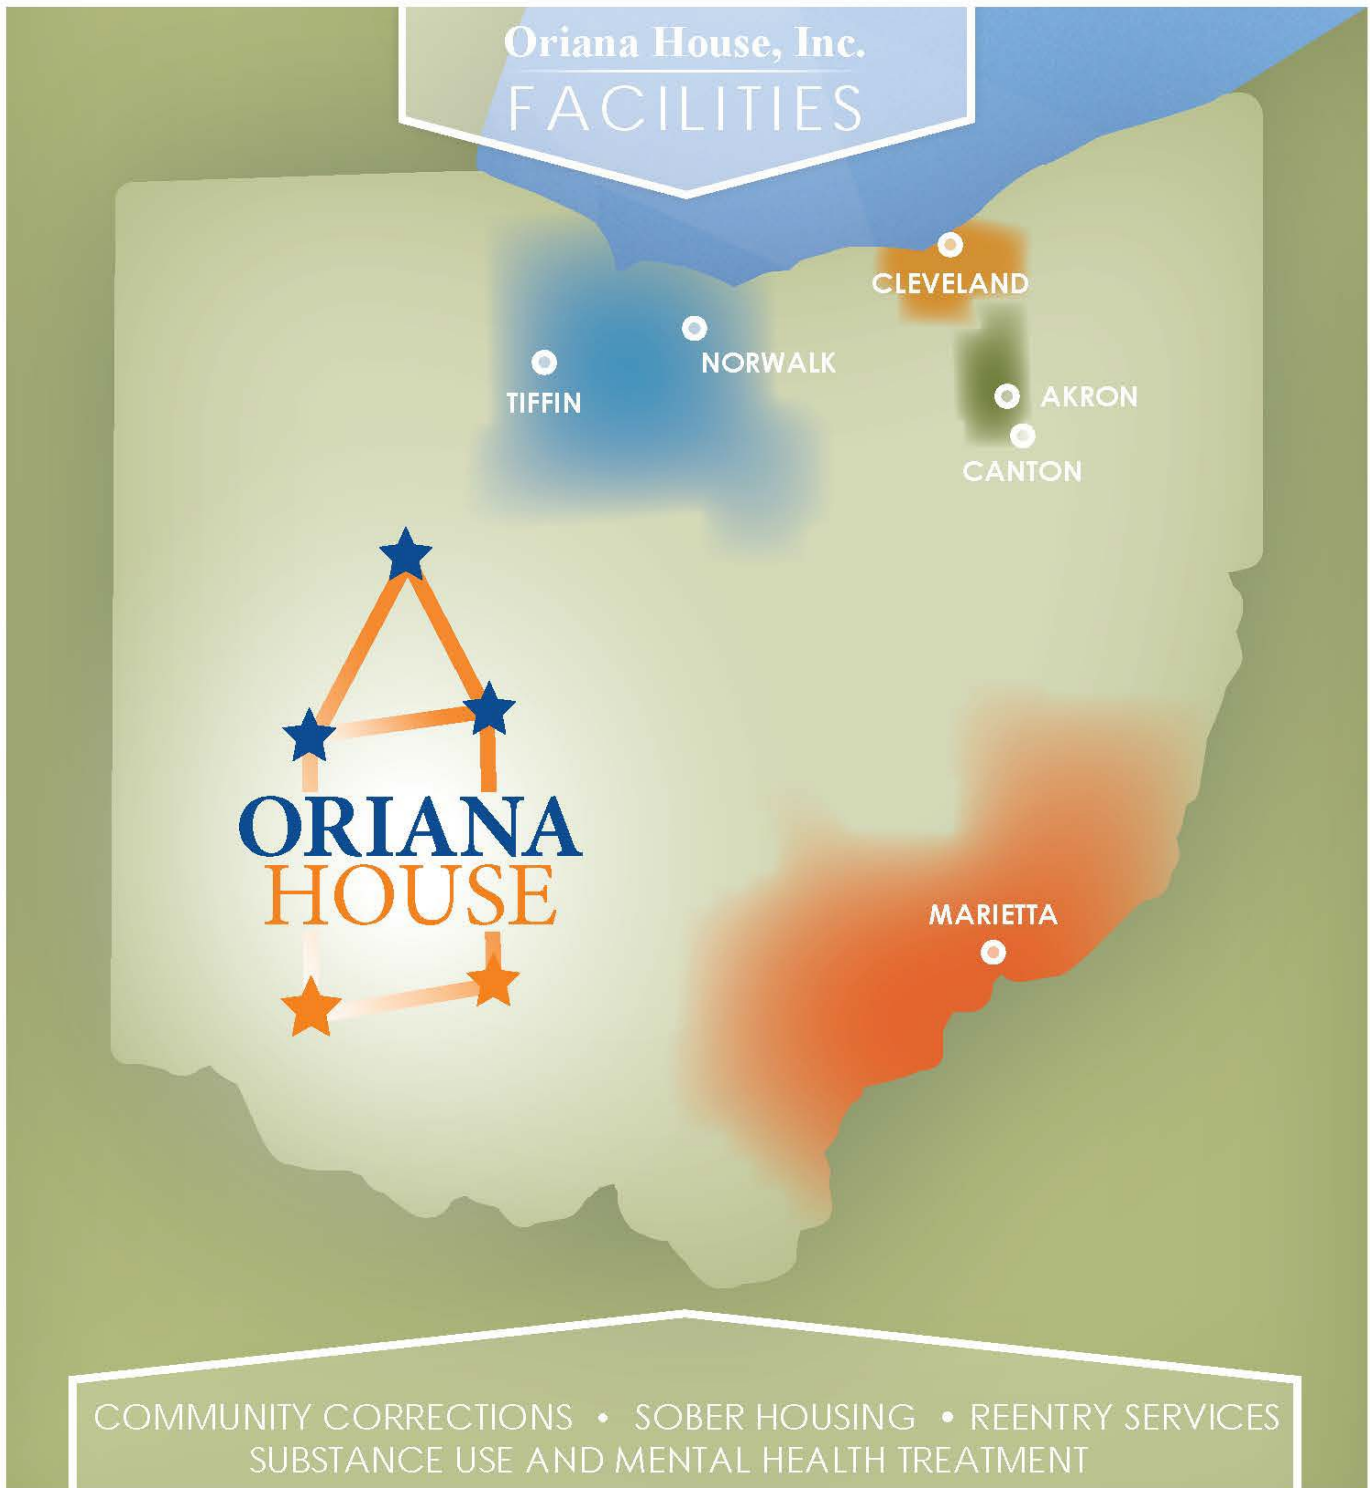 Oriana House, Inc.
FACILITIES
CLEVELAND
NORWALK
TIFFIN
AKRON
CANTON
ORIANA
HOUSE
MARIETTA
COMMUNITY CORRECTIONS • SOBER HOUSING • REENTRY SERVICES
SUBSTANCE USE AND MENTAL HEALTH TREATMENT